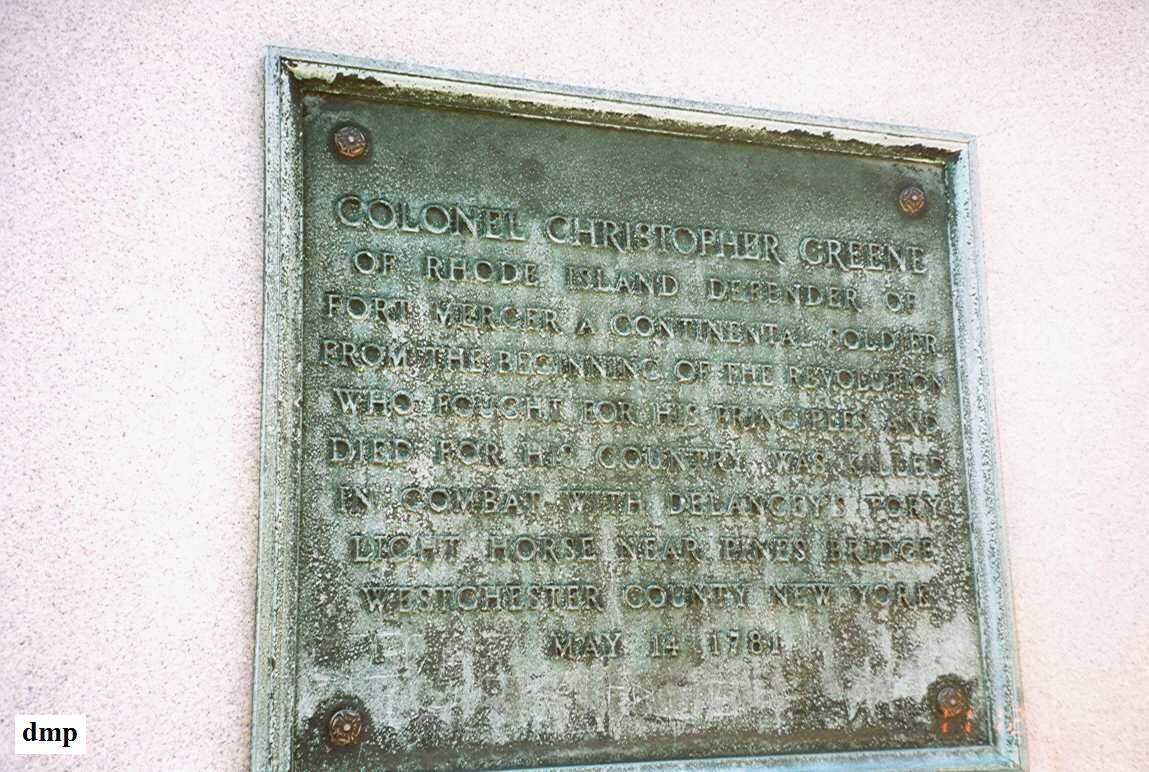 COLONEL CHRISTOPHER GREENE
OF RHODE ISLAND DEFENDER OF
FORT MERCER A CONTINENTAL SOLDIER
FROM THE BEGINNING OF THE REVOLUTION
WHO FOUGHT FOR HIS PRINCIPLES AND
DIED FOR HIS COUNTRY WAS KILLED
IN COMBAT WITH DELANCEY'S TORY
LIGHT HORSE NEAR PINES BRIDGE
WESTCHESTER COUNTY NEW YORK
MAY 14 1781
dmp